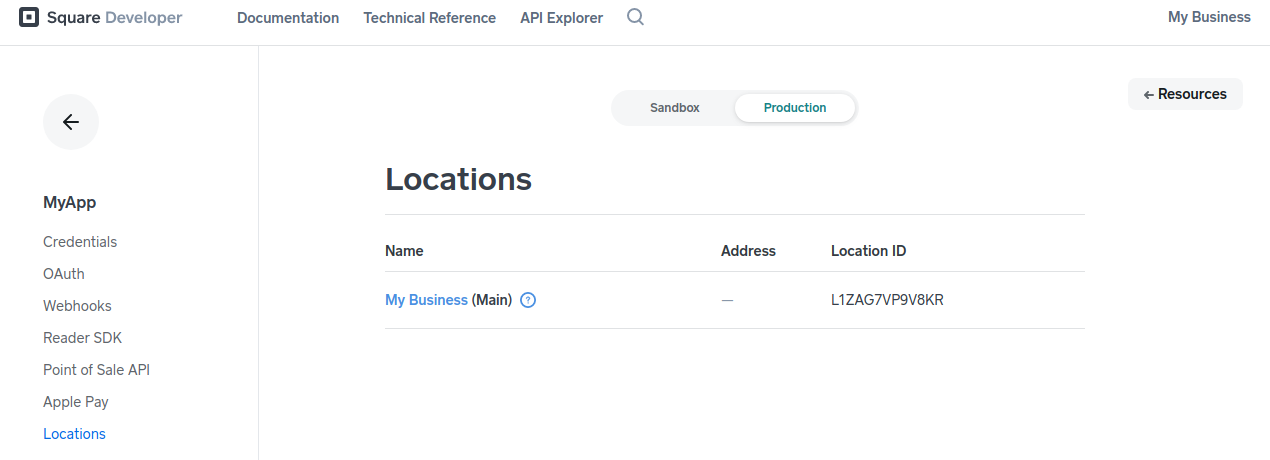 Square Developer Documentation Technical Reference API Explorer My Business
Sandbox Production ← Resources
Locations
MyApp
Credentials
OAuth
Webhooks
Reader SDK
Point of Sale API
Apple Pay
Locations
Name Address Location ID
My Business (Main) ? — L1ZAG7VP9V8KR